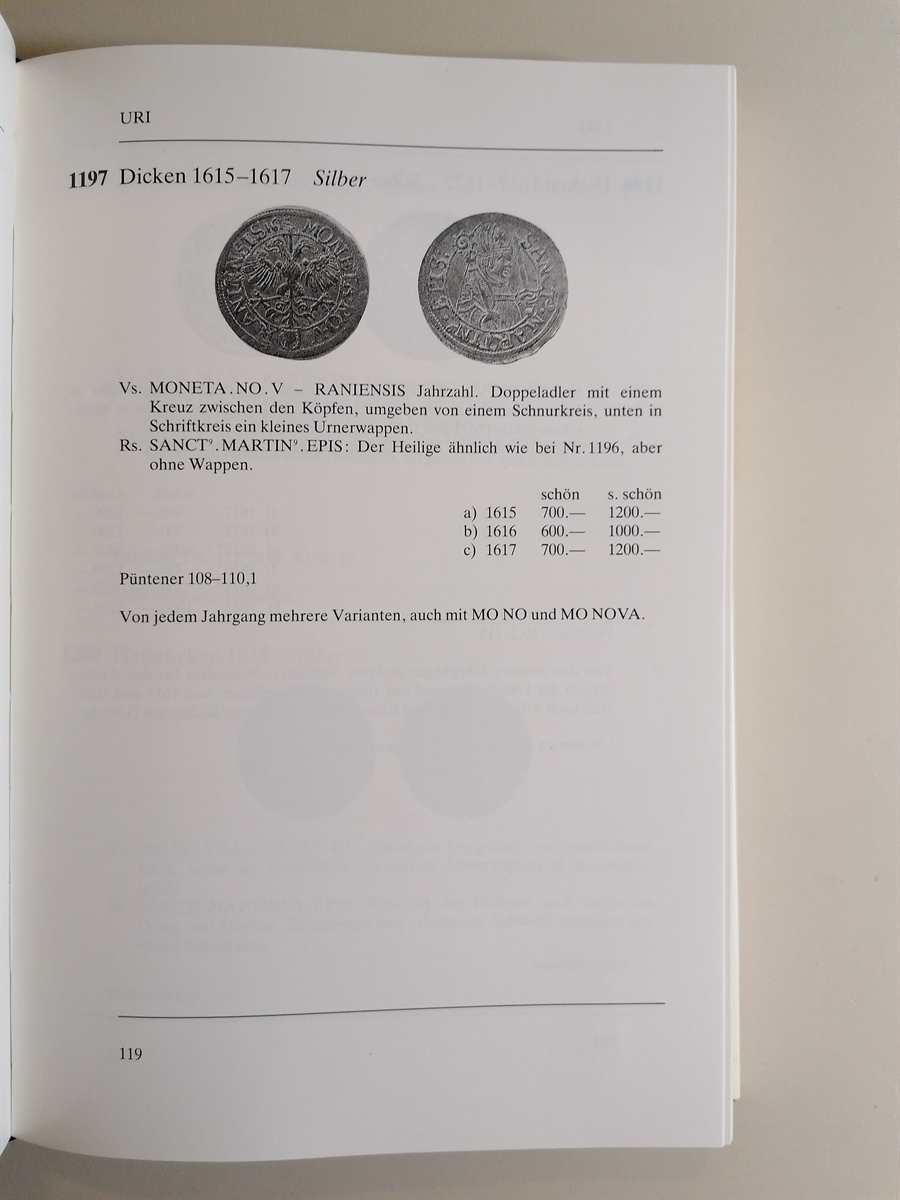 URI
1197 Dicken 1615–1617 Silber
Vs. MONETA.NO.V – RANIENSIS Jahrzahl. Doppeladler mit einem
Kreuz zwischen den Köpfen, umgeben von einem Schnurkreis, unten in
Schriftkreis ein kleines Urnerwappen.
Rs. SANCT⁹.MARTIN⁹.EPIS: Der Heilige ähnlich wie bei Nr. 1196, aber
ohne Wappen.
schön s. schön
a) 1615 700.— 1200.—
b) 1616 600.— 1000.—
c) 1617 700.— 1200.—
Püntener 108–110,1
Von jedem Jahrgang mehrere Varianten, auch mit MO NO und MO NOVA.
119